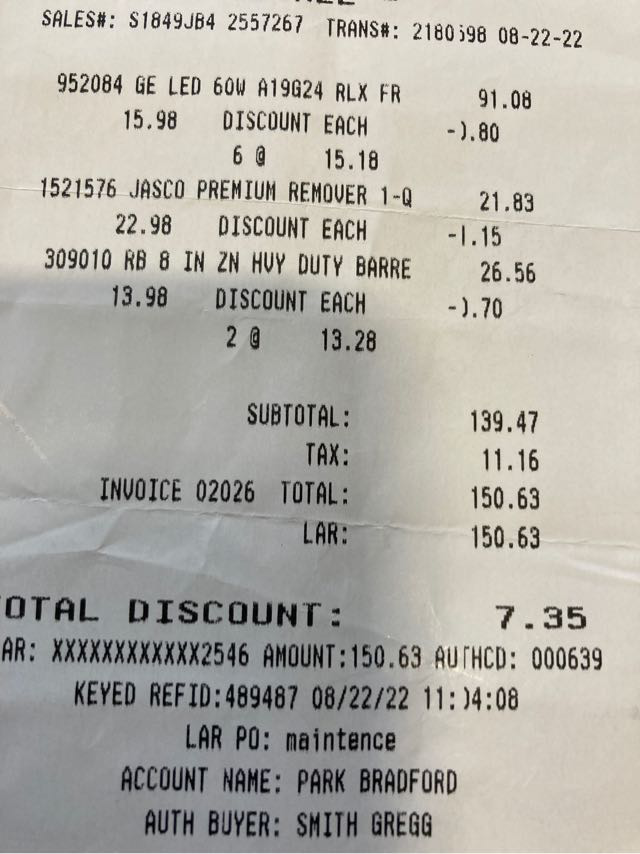 SALES#: S1849JB4 2557267 TRANS#: 2180598 08-22-22
952084 GE LED 60W A19G24 RLX FR 91.08
15.98 DISCOUNT EACH -0.80
6 @ 15.18
1521576 JASCO PREMIUM REMOVER 1-Q 21.83
22.98 DISCOUNT EACH -1.15
309010 RB 8 IN ZN HVY DUTY BARRE 26.56
13.98 DISCOUNT EACH -0.70
2 @ 13.28
SUBTOTAL: 139.47
TAX: 11.16
INVOICE 02026 TOTAL: 150.63
LAR: 150.63
OTAL DISCOUNT: 7.35
AR: XXXXXXXXXXXX2546 AMOUNT:150.63 AUTHCD: 000639
KEYED REFID:489487 08/22/22 11:04:08
LAR PO: maintence
ACCOUNT NAME: PARK BRADFORD
AUTH BUYER: SMITH GREGG